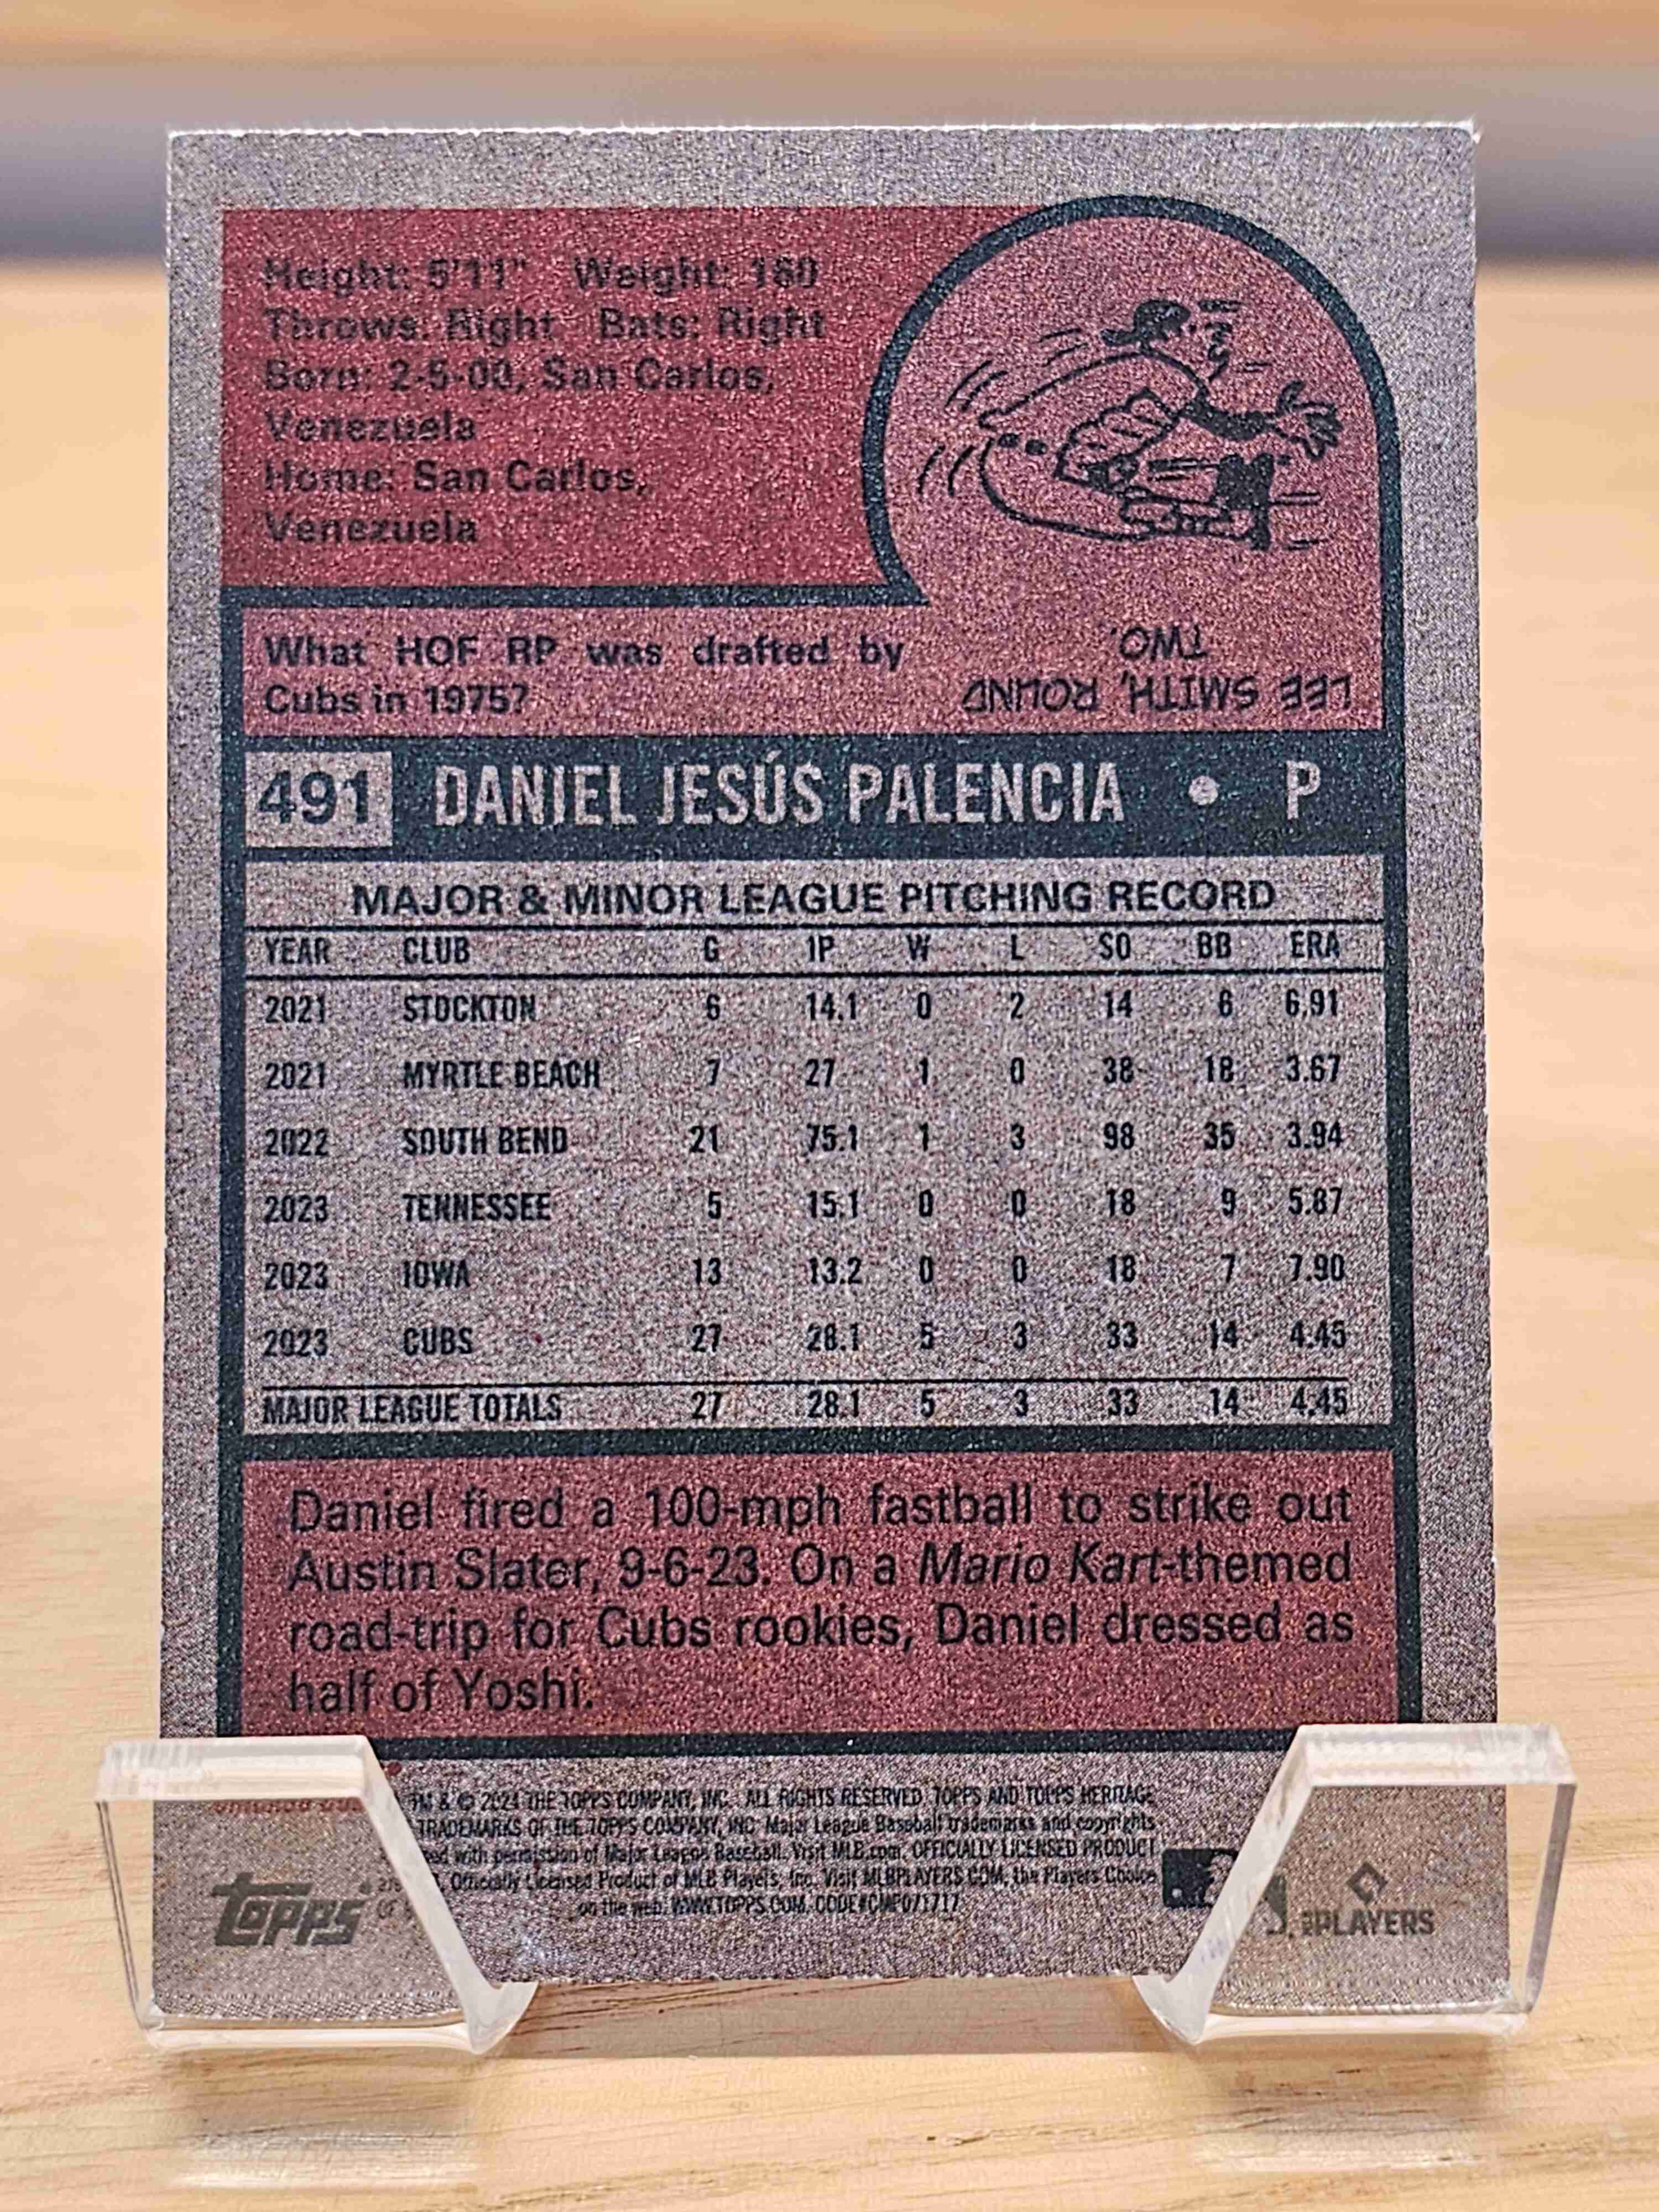 Height: 5'11" Weight: 160
Throws: Right Bats: Right
Born: 2-5-00, San Carlos,
Venezuela
Home: San Carlos,
Venezuela
What HOF RP was drafted by
Cubs in 1975?
LEE SMITH, ROUND
TWO.
491 DANIEL JESÚS PALENCIA • P
MAJOR & MINOR LEAGUE PITCHING RECORD
YEAR CLUB G IP W L SO BB ERA
2021 STOCKTON 6 14.1 0 2 14 6 6.91
2021 MYRTLE BEACH 7 27 1 0 38 18 3.67
2022 SOUTH BEND 21 75.1 1 3 98 35 3.94
2023 TENNESSEE 5 15.1 0 0 18 9 5.87
2023 IOWA 13 13.2 0 0 18 7 7.90
2023 CUBS 27 28.1 5 3 33 14 4.45
MAJOR LEAGUE TOTALS 27 28.1 5 3 33 14 4.45
Daniel fired a 100-mph fastball to strike out
Austin Slater, 9-6-23. On a Mario Kart-themed
road-trip for Cubs rookies, Daniel dressed as
half of Yoshi.
TM & © 2024 THE TOPPS COMPANY, INC. ALL RIGHTS RESERVED. TOPPS AND TOPPS HERITAGE
TRADEMARKS OF THE TOPPS COMPANY, INC. Major League Baseball trademarks and copyrights
with permission of Major League Baseball. Visit MLB.com. OFFICIALLY LICENSED PRODUCT
Officially Licensed Product of MLB Players, Inc. Visit MLBPLAYERS.COM, the Players Choice
on the web. WWW.TOPPS.COM. CODE#CMP071717
topps
PLAYERS